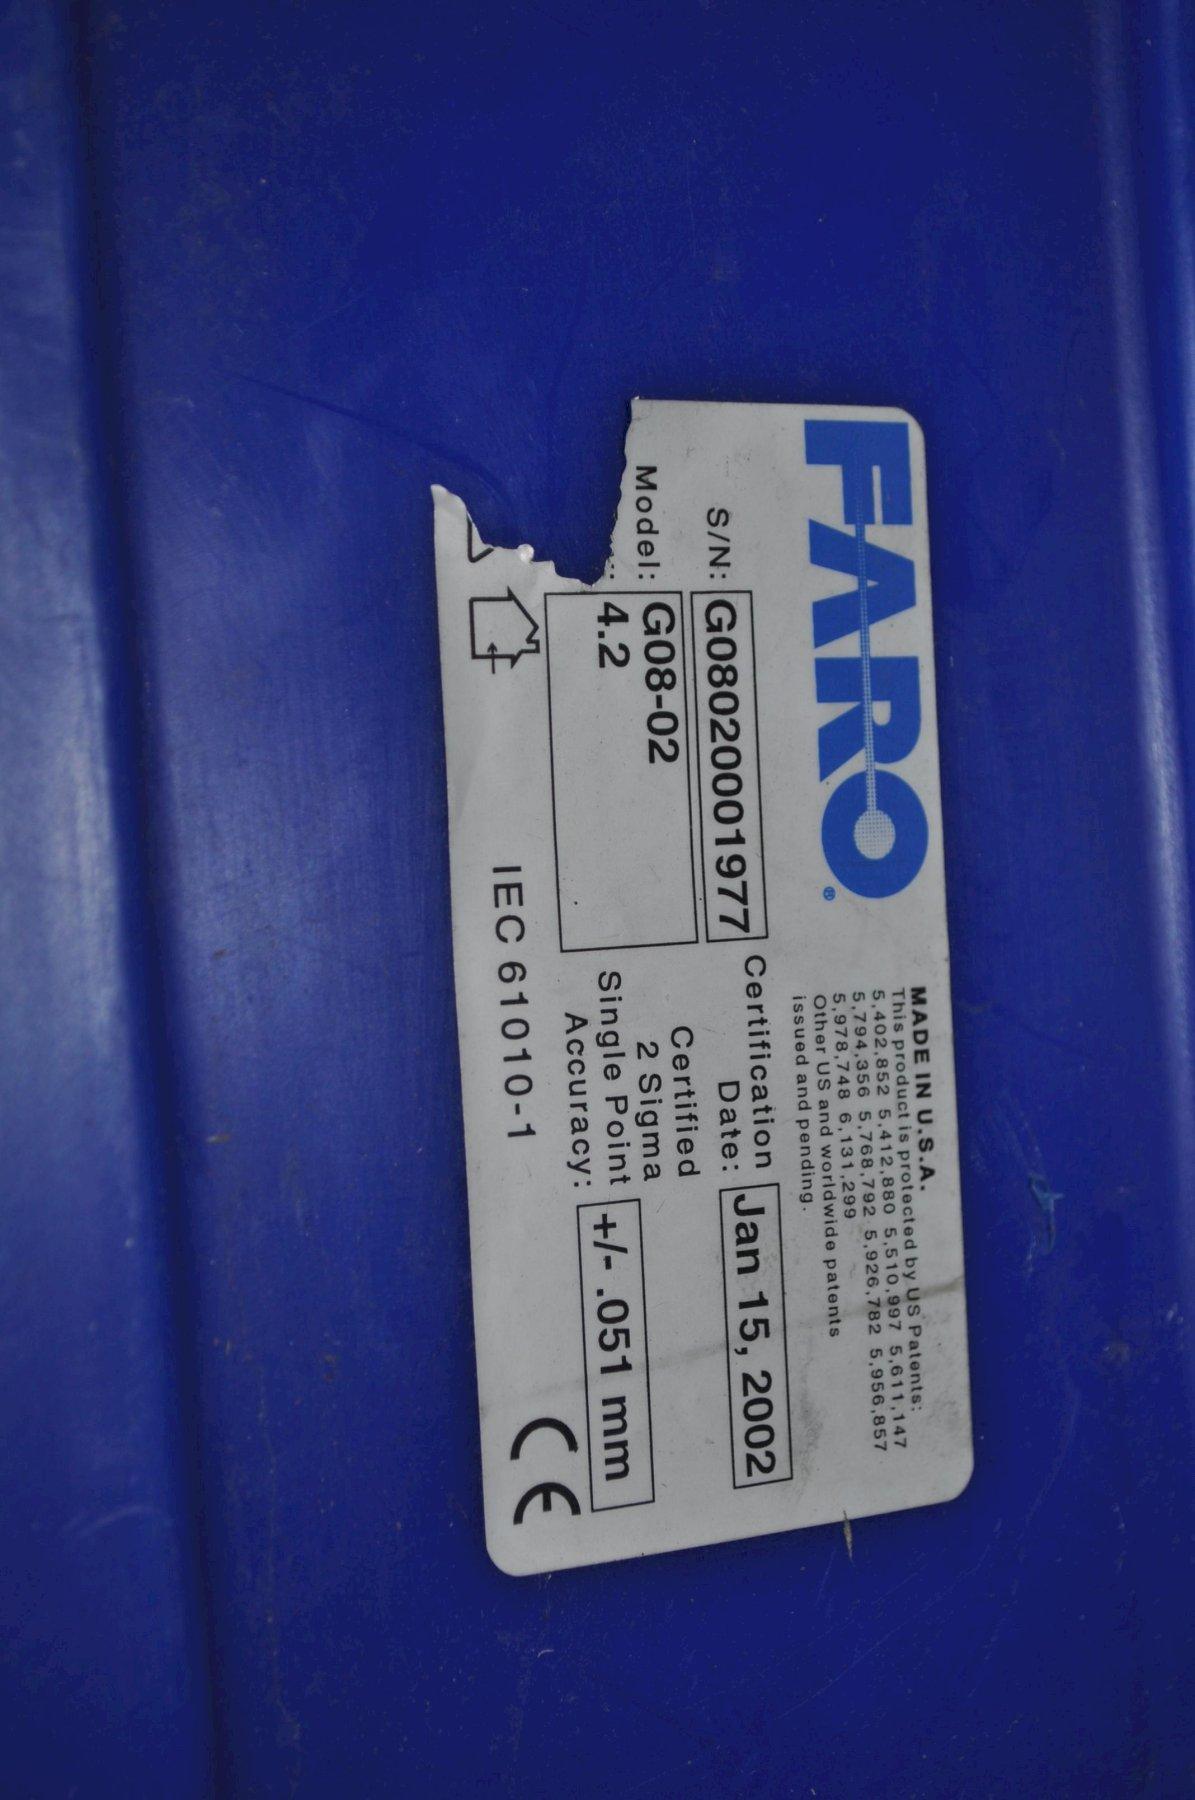 FARO®
MADE IN U.S.A.
This product is protected by US Patents:
5,402,852 5,412,880 5,510,997 5,611,147
5,794,356 5,768,792 5,926,782 5,956,857
5,978,748 6,131,299
Other US and worldwide patents
issued and pending.
S/N: G08020001977
Certification
Date: Jan 15, 2002
Model: G08-02
4.2
Certified
2 Sigma
Single Point
Accuracy: +/- .051 mm
IEC 61010-1
CE